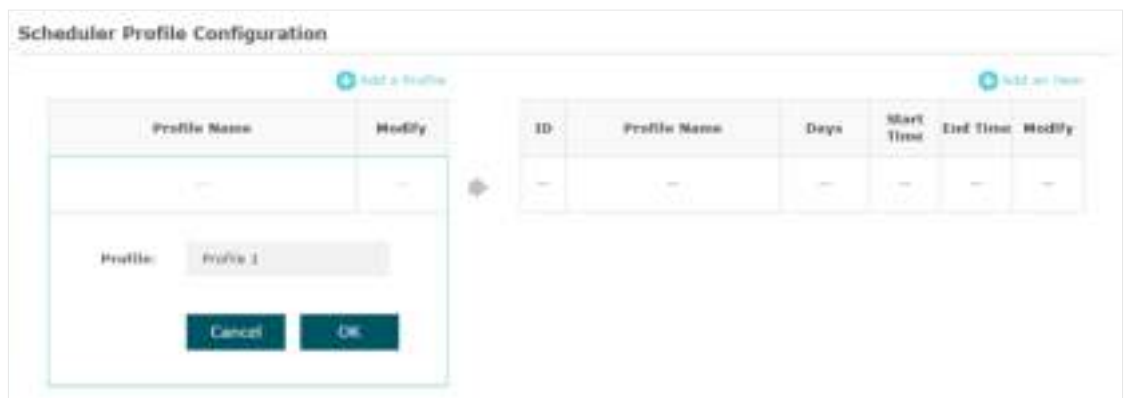 Scheduler Profile Configuration
Add a Profile
Add an Item
Profile Name Modify
ID Profile Name Days Start Time End Time Modify
-- --
-- -- -- -- -- --
Profile: Profile 1
Cancel OK